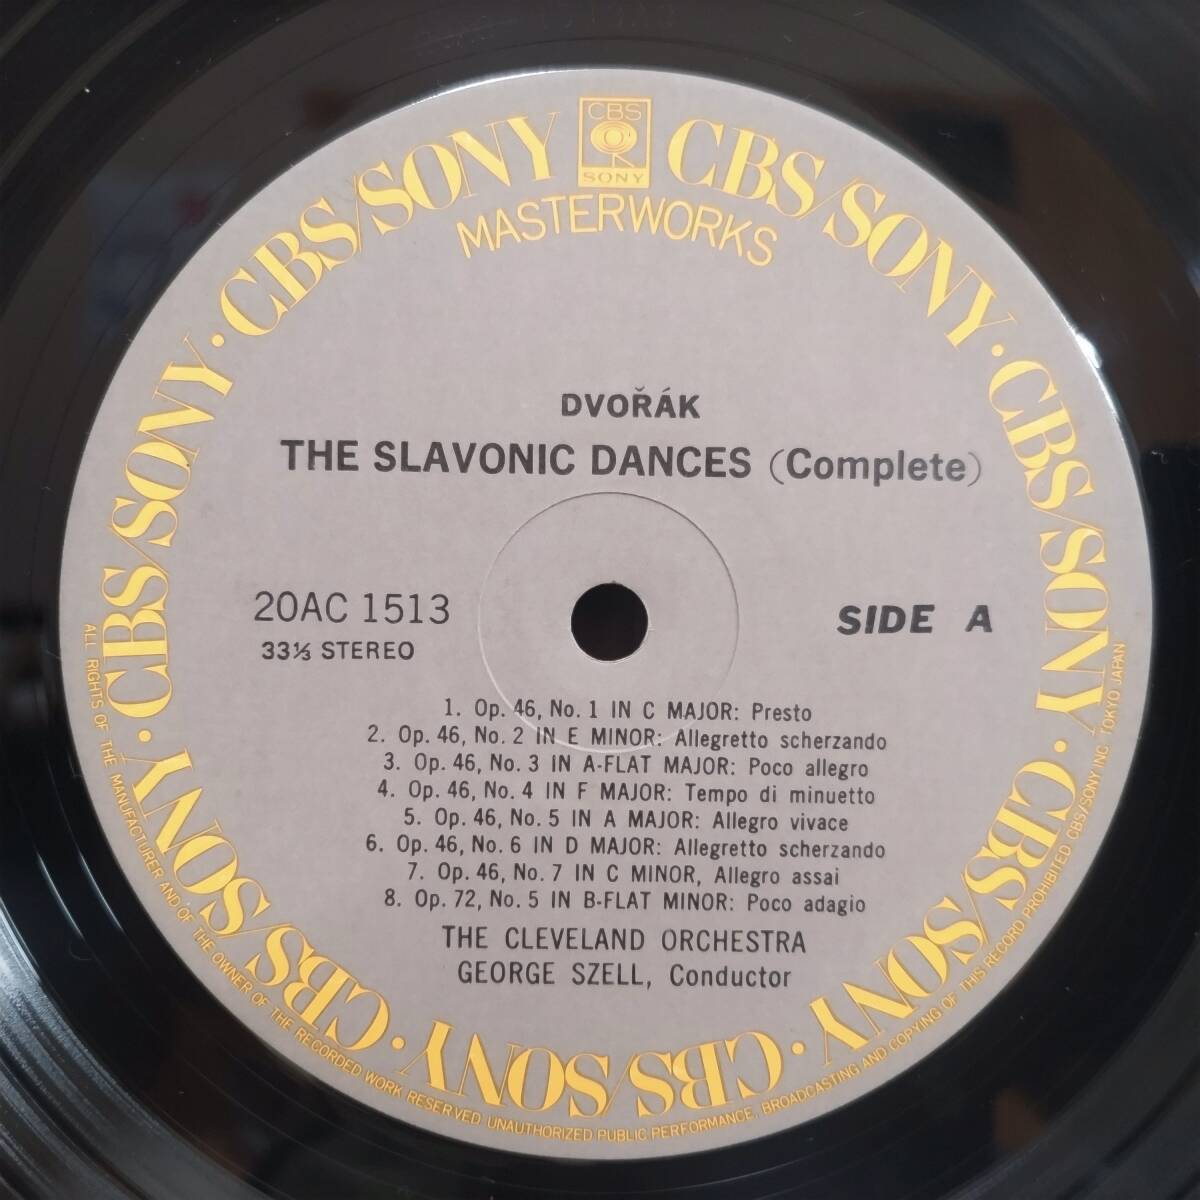 CBS
SONY
CBS/SONY · CBS/SONY · CBS/SONY · CBS/SONY · CBS/SONY · CBS/SONY · CBS/SONY · CBS/SONY
MASTERWORKS
DVOŘÁK
THE SLAVONIC DANCES (Complete)
20AC 1513
33⅓ STEREO
SIDE A
1. Op. 46, No. 1 IN C MAJOR: Presto
2. Op. 46, No. 2 IN E MINOR: Allegretto scherzando
3. Op. 46, No. 3 IN A-FLAT MAJOR: Poco allegro
4. Op. 46, No. 4 IN F MAJOR: Tempo di minuetto
5. Op. 46, No. 5 IN A MAJOR: Allegro vivace
6. Op. 46, No. 6 IN D MAJOR: Allegretto scherzando
7. Op. 46, No. 7 IN C MINOR, Allegro assai
8. Op. 72, No. 5 IN B-FLAT MINOR: Poco adagio
THE CLEVELAND ORCHESTRA
GEORGE SZELL, Conductor
ALL RIGHTS OF THE MANUFACTURER AND OF THE OWNER OF THE RECORDED WORK RESERVED UNAUTHORIZED PUBLIC PERFORMANCE, BROADCASTING AND COPYING OF THIS RECORD PROHIBITED CBS/SONY INC TOKYO JAPAN